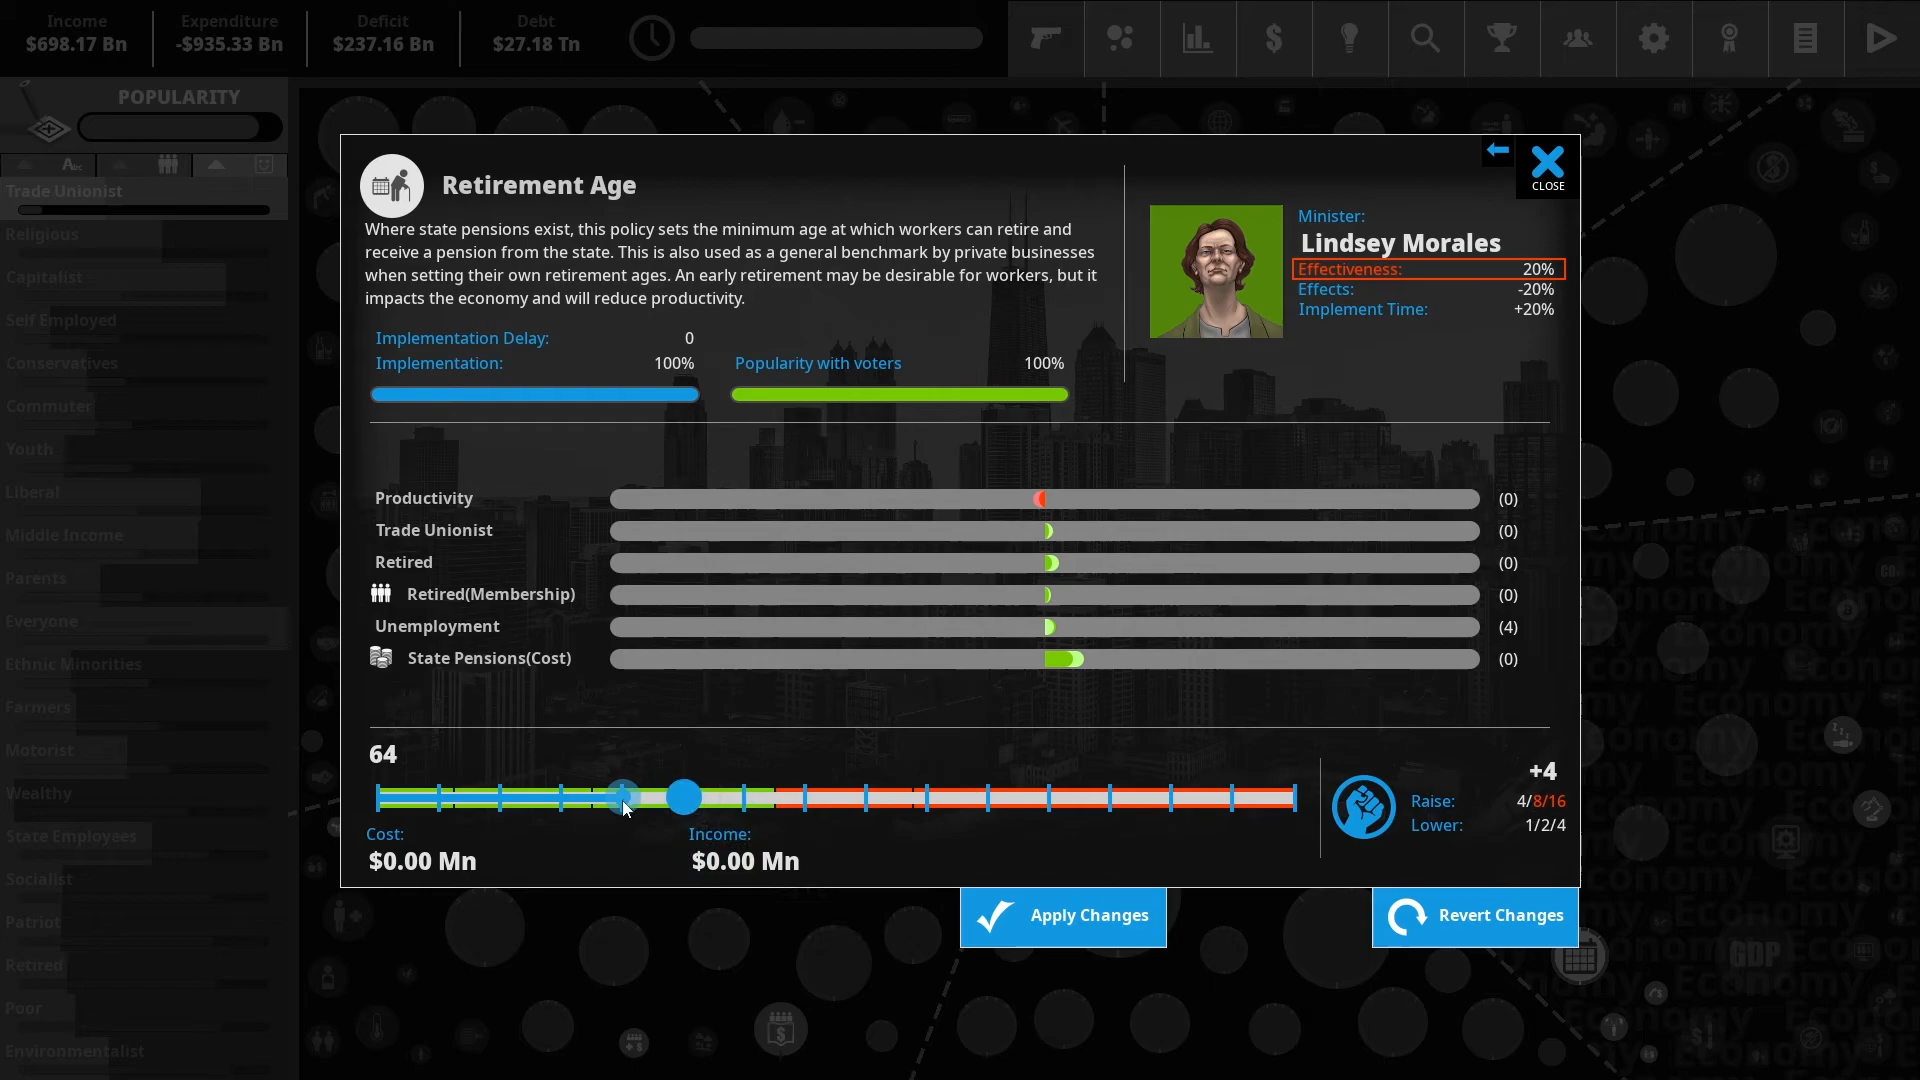 Income
$698.17 Bn
Expenditure
-$935.33 Bn
Deficit
$237.16 Bn
Debt
$27.18 Tn
POPULARITY
Trade Unionist
Religious
Capitalist
Self Employed
Conservatives
Commuter
Youth
Liberal
Middle Income
Parents
Everyone
Ethnic Minorities
Farmers
Motorist
Wealthy
State Employees
Socialist
Patriot
Retired
Poor
Environmentalist
Retirement Age
Where state pensions exist, this policy sets the minimum age at which workers can retire and
receive a pension from the state. This is also used as a general benchmark by private businesses
when setting their own retirement ages. An early retirement may be desirable for workers, but it
impacts the economy and will reduce productivity.
Implementation Delay: 0
Implementation: 100%
Popularity with voters 100%
CLOSE
Minister:
Lindsey Morales
Effectiveness: 20%
Effects: -20%
Implement Time: +20%
Productivity (0)
Trade Unionist (0)
Retired (0)
Retired(Membership) (0)
Unemployment (4)
State Pensions(Cost) (0)
64
Cost:
$0.00 Mn
Income:
$0.00 Mn
+4
Raise: 4/8/16
Lower: 1/2/4
Apply Changes
Revert Changes
GDP